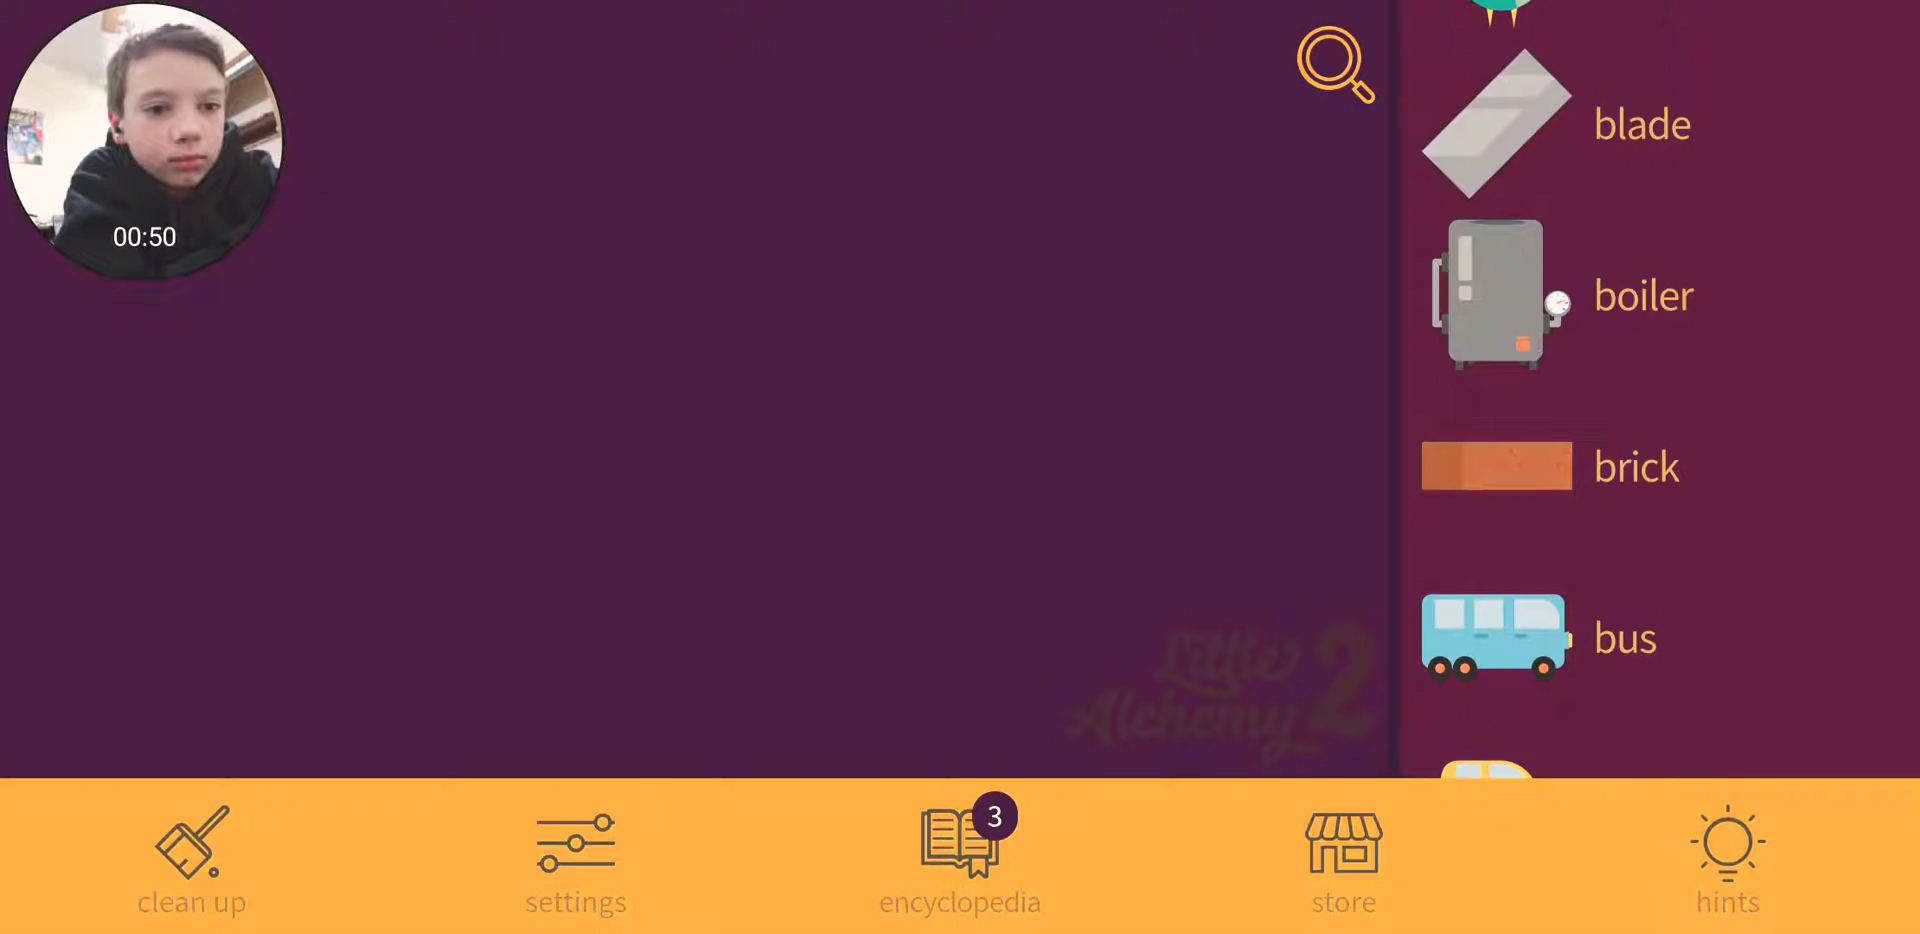 00:50
blade
boiler
brick
bus
Little
Alchemy 2
3
clean up
settings
encyclopedia
store
hints